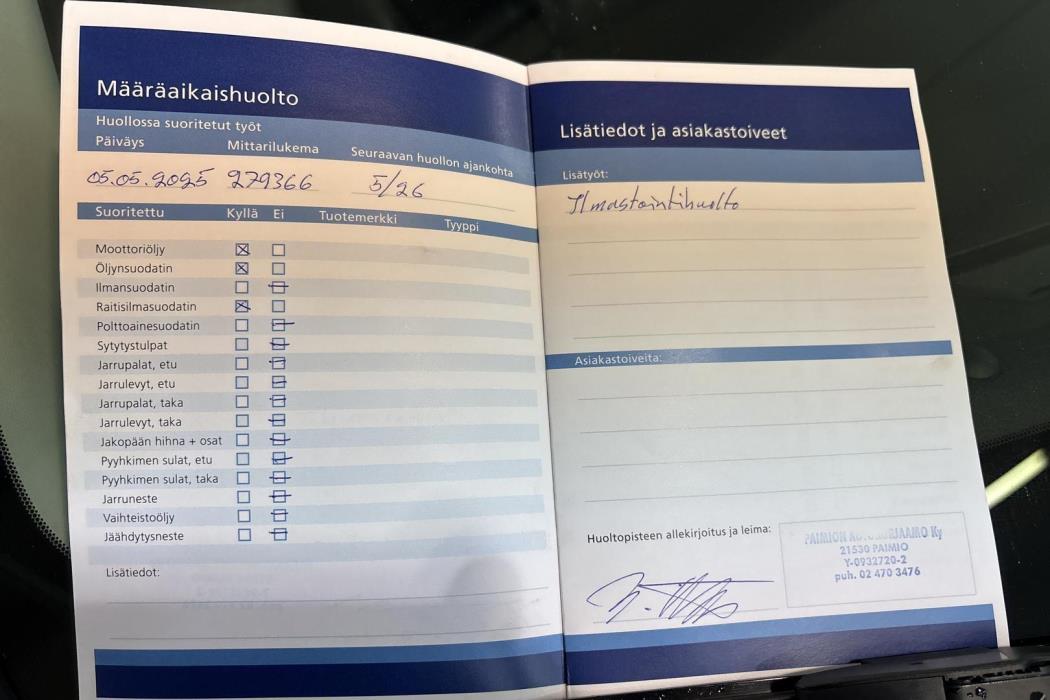 Määräaikaishuolto
Huollossa suoritetut työt
Päiväys Mittarilukema Seuraavan huollon ajankohta
05.05.2025 279366 5/26
Suoritettu Kyllä Ei Tuotemerkki Tyyppi
Moottoriöljy
Öljynsuodatin
Ilmansuodatin
Raitisilmasuodatin
Polttoainesuodatin
Sytytystulpat
Jarrupalat, etu
Jarrulevyt, etu
Jarrupalat, taka
Jarrulevyt, taka
Jakopään hihna + osat
Pyyhkimen sulat, etu
Pyyhkimen sulat, taka
Jarruneste
Vaihteistoöljy
Jäähdytysneste
Lisätiedot:
Lisätiedot ja asiakastoiveet
Lisätyöt:
Ilmastointihuolto
Asiakastoiveita:
Huoltopisteen allekirjoitus ja leima:
PAIMION Ky
21530 PAIMIO
Y-0932720-2
puh. 02 470 3476